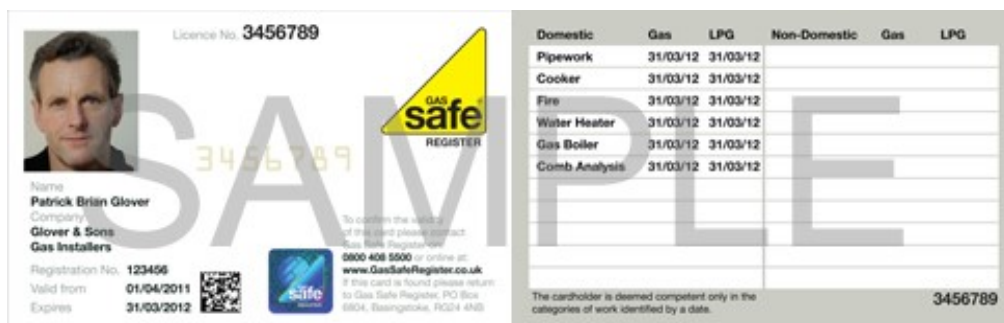 Licence No. 3456789
GAS
safe
REGISTER
3456789
SAMPLE
Name
Patrick Brian Glover
Company
Glover & Sons
Gas Installers
Registration No. 123456
Valid from 01/04/2011
Expires 31/03/2012
safe
REGISTER
To confirm the validity
of this card please contact
Gas Safe Register on:
0800 408 5500 or online at:
www.GasSafeRegister.co.uk
If this card is found please return
to Gas Safe Register, PO Box
6804, Basingstoke, RG24 4NB
Domestic Gas LPG Non-Domestic Gas LPG
Pipework 31/03/12 31/03/12
Cooker 31/03/12 31/03/12
Fire 31/03/12 31/03/12
Water Heater 31/03/12 31/03/12
Gas Boiler 31/03/12 31/03/12
Comb Analysis 31/03/12 31/03/12
The cardholder is deemed competent only in the
categories of work identified by a date.
3456789